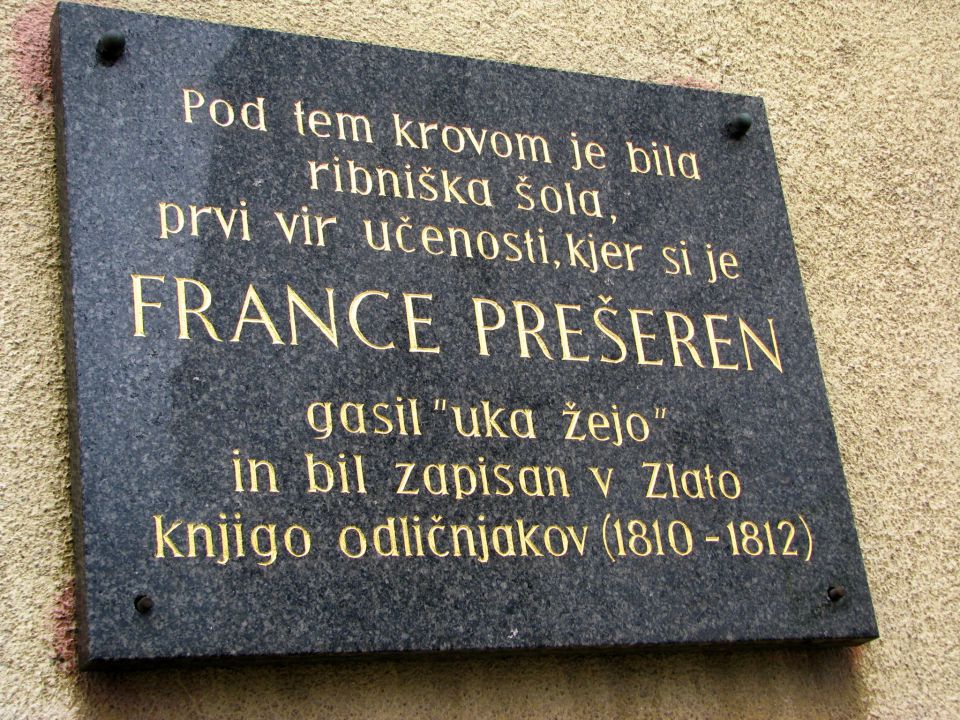 Pod tem krovom je bila
ribniška šola,
prvi vir učenosti, kjer si je
FRANCE PREŠEREN
gasil "uka žejo"
in bil zapisan v Zlato
knjigo odličnjakov (1810 - 1812)